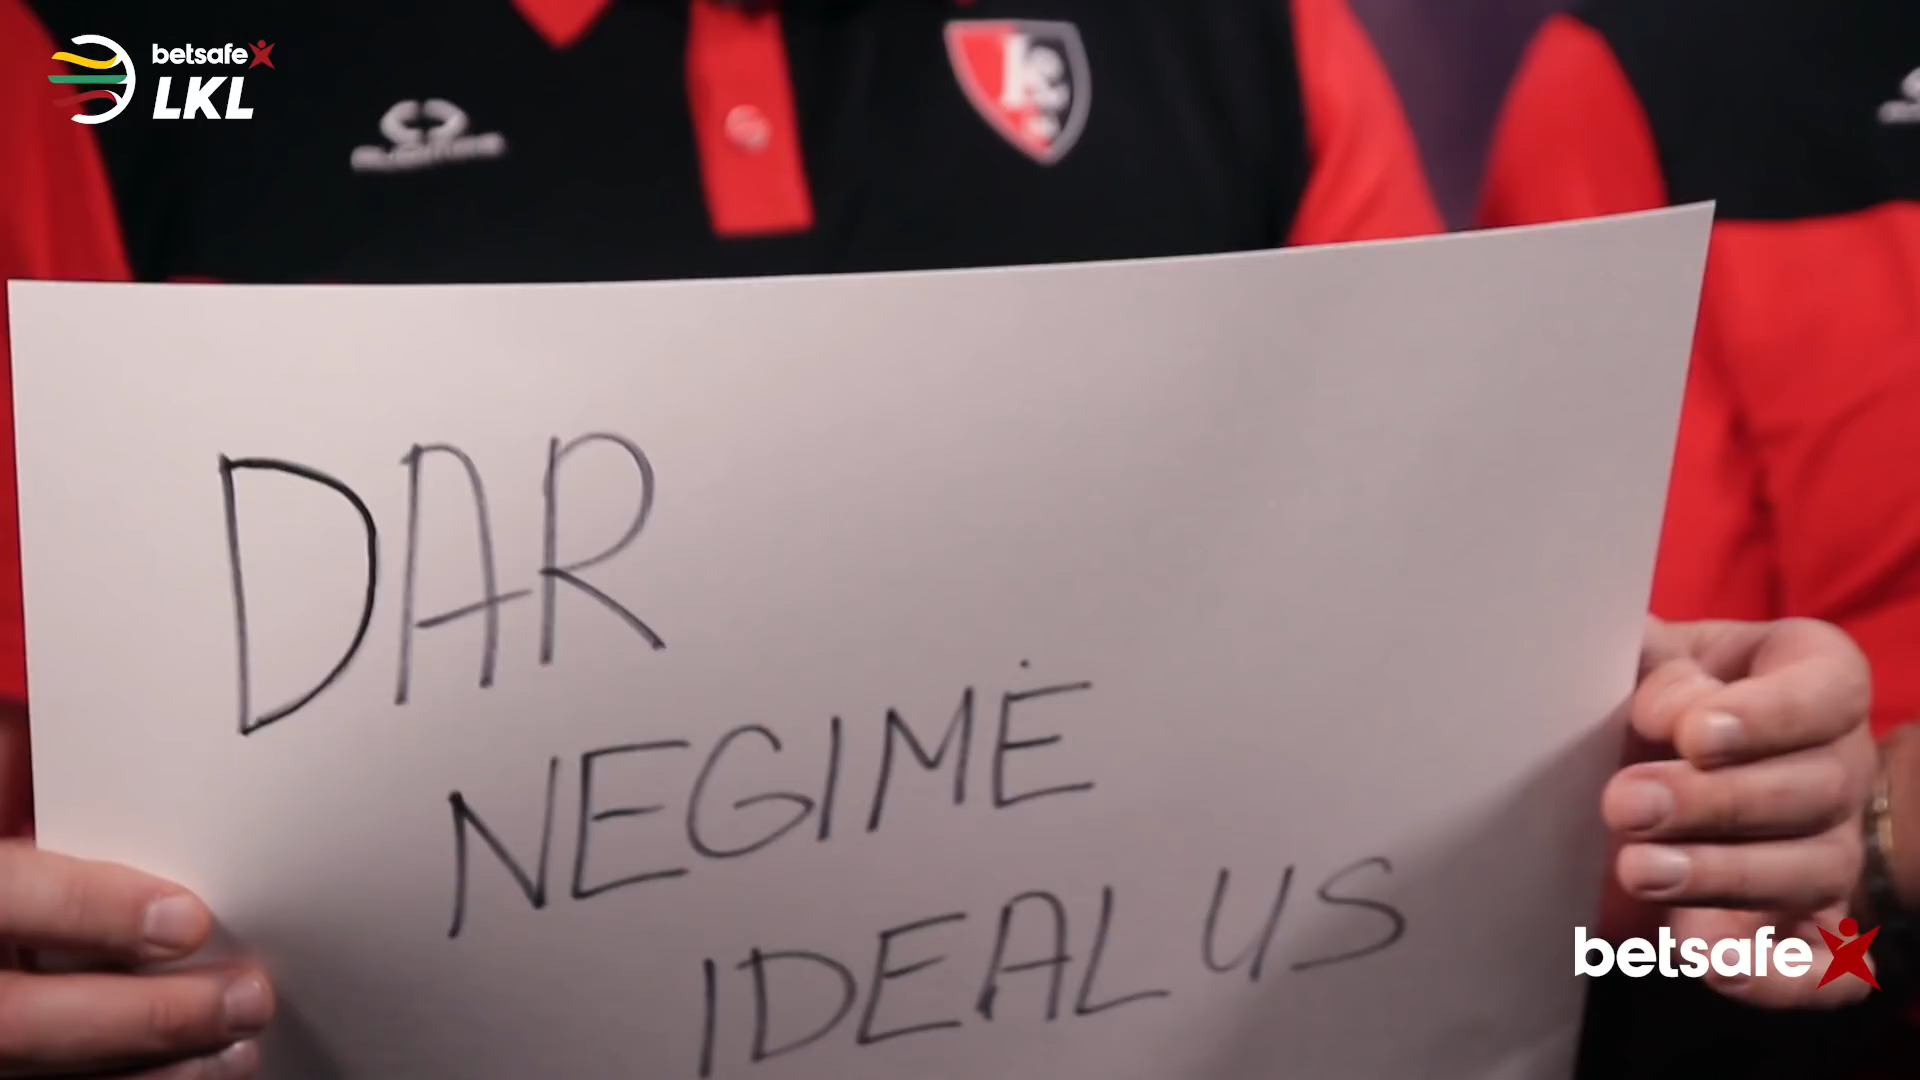 betsafe
LKL
DAR
NEGIMĖ
IDEALUS
betsafe